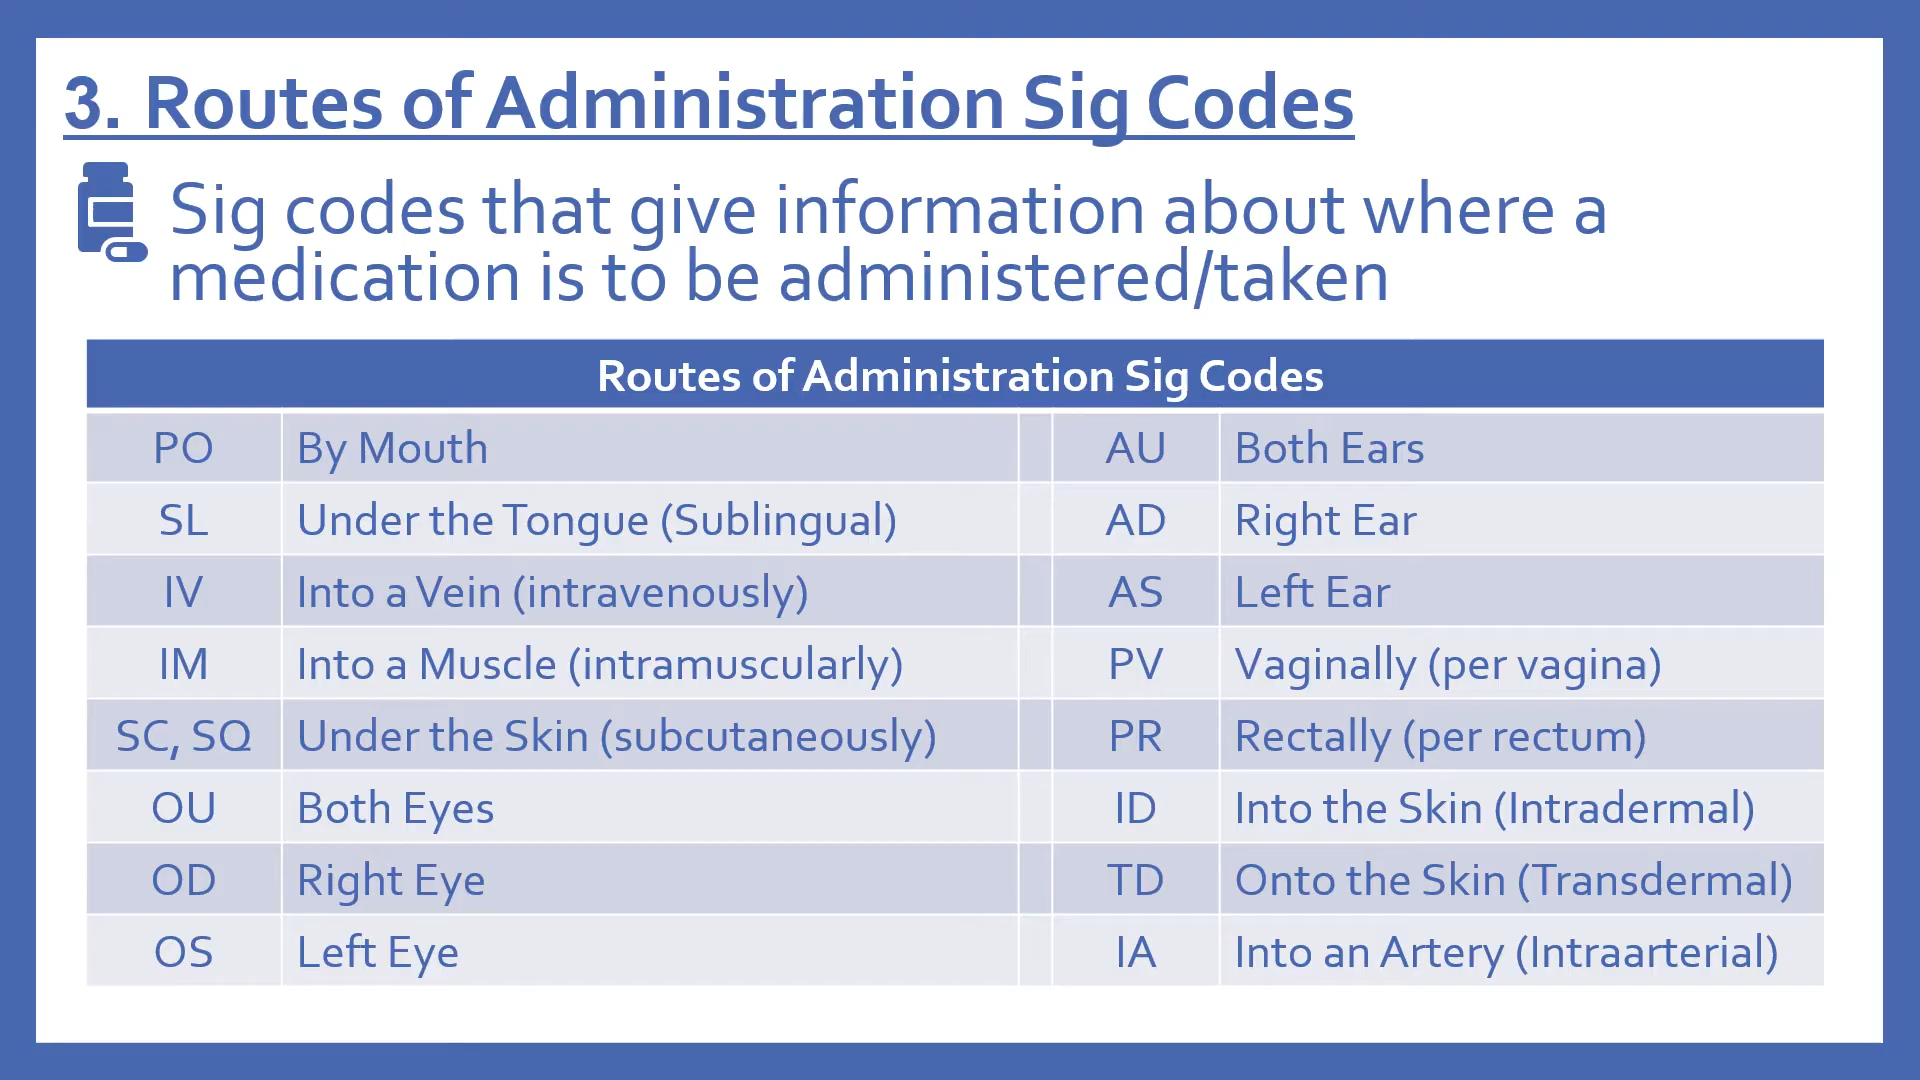 3. Routes of Administration Sig Codes
Sig codes that give information about where a
medication is to be administered/taken
Routes of Administration Sig Codes
PO By Mouth AU Both Ears
SL Under the Tongue (Sublingual) AD Right Ear
IV Into a Vein (intravenously) AS Left Ear
IM Into a Muscle (intramuscularly) PV Vaginally (per vagina)
SC, SQ Under the Skin (subcutaneously) PR Rectally (per rectum)
OU Both Eyes ID Into the Skin (Intradermal)
OD Right Eye TD Onto the Skin (Transdermal)
OS Left Eye IA Into an Artery (Intraarterial)